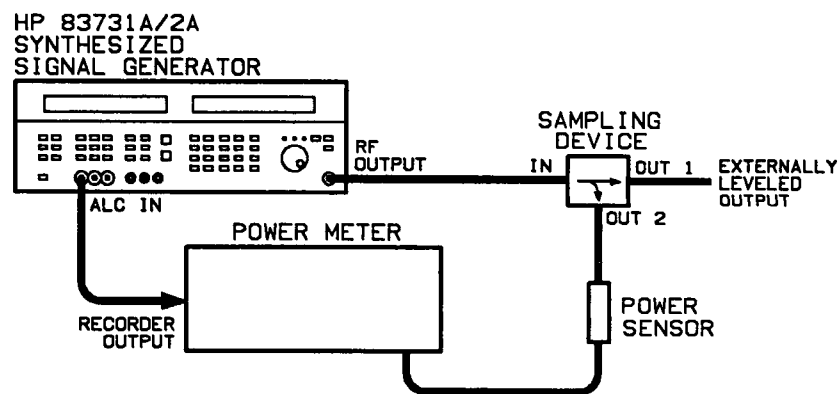 HP 83731A/2A
SYNTHESIZED
SIGNAL GENERATOR
RF
OUTPUT
ALC IN
SAMPLING
DEVICE
IN
OUT 1
OUT 2
EXTERNALLY
LEVELED
OUTPUT
POWER METER
RECORDER
OUTPUT
POWER
SENSOR